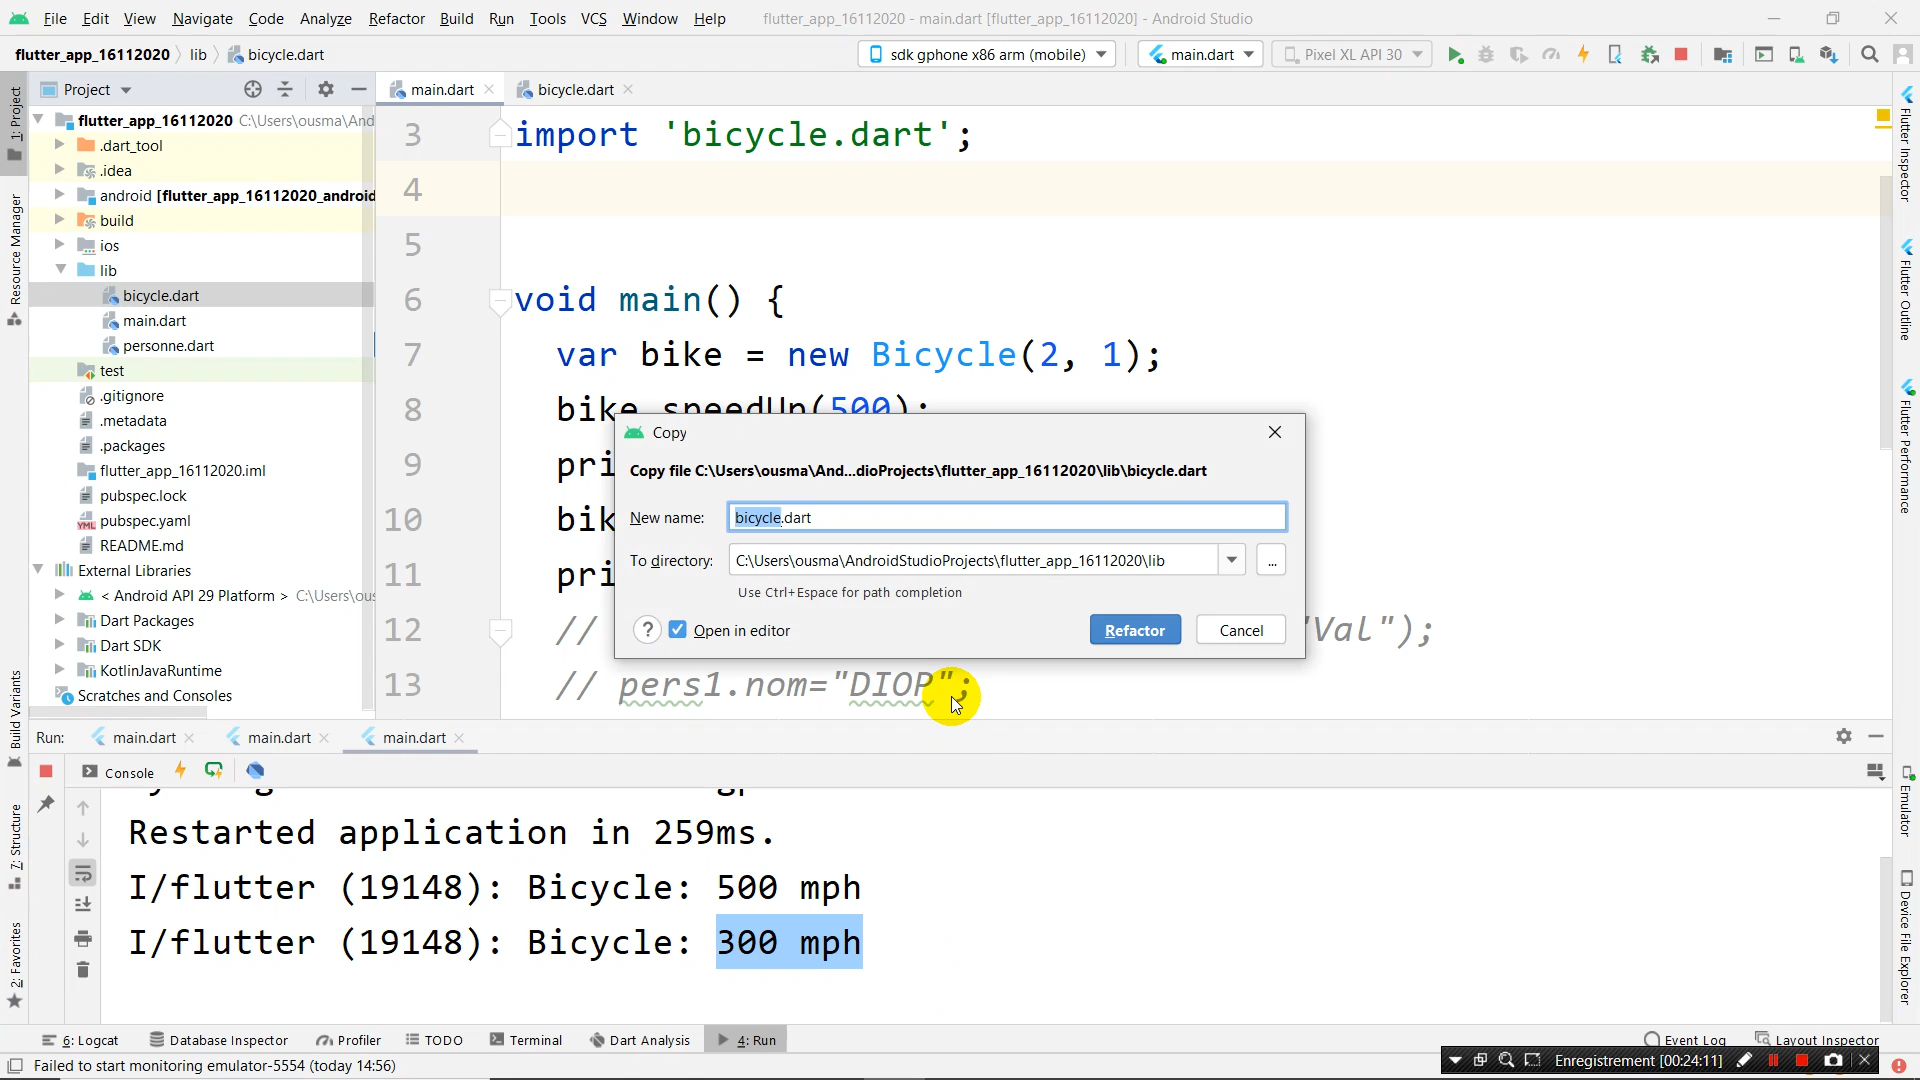 File Edit View Navigate Code Analyze Refactor Build Run Tools VCS Window Help flutter_app_16112020 - main.dart [flutter_app_16112020] - Android Studio
flutter_app_16112020 lib bicycle.dart sdk gphone x86 arm (mobile) main.dart Pixel XL API 30
Project main.dart bicycle.dart
1: Project
Resource Manager
Build Variants
7: Structure
2: Favorites
flutter_app_16112020 C:\Users\ousma\And
.dart_tool
.idea
android [flutter_app_16112020_android
build
ios
lib
bicycle.dart
main.dart
personne.dart
test
.gitignore
.metadata
.packages
flutter_app_16112020.iml
pubspec.lock
pubspec.yaml
README.md
External Libraries
< Android API 29 Platform > C:\Users\ous
Dart Packages
Dart SDK
KotlinJavaRuntime
Scratches and Consoles
3 import 'bicycle.dart';
4
5
6 void main() {
7 var bike = new Bicycle(2, 1);
8 bike.speedUp(500);
9 pri
10 bik
11 pri
12 // "Val");
13 // pers1.nom="DIOP";
Copy
Copy file C:\Users\ousma\And...dioProjects\flutter_app_16112020\lib\bicycle.dart
New name: bicycle.dart
To directory: C:\Users\ousma\AndroidStudioProjects\flutter_app_16112020\lib ...
Use Ctrl+Espace for path completion
? Open in editor Refactor Cancel
Flutter Inspector
Flutter Outline
Flutter Performance
Emulator
Device File Explorer
Run: main.dart main.dart main.dart
Console
Restarted application in 259ms.
I/flutter (19148): Bicycle: 500 mph
I/flutter (19148): Bicycle: 300 mph
6: Logcat Database Inspector Profiler TODO Terminal Dart Analysis 4: Run Event Log Layout Inspector
Failed to start monitoring emulator-5554 (today 14:56) Enregistrement [00:24:11]